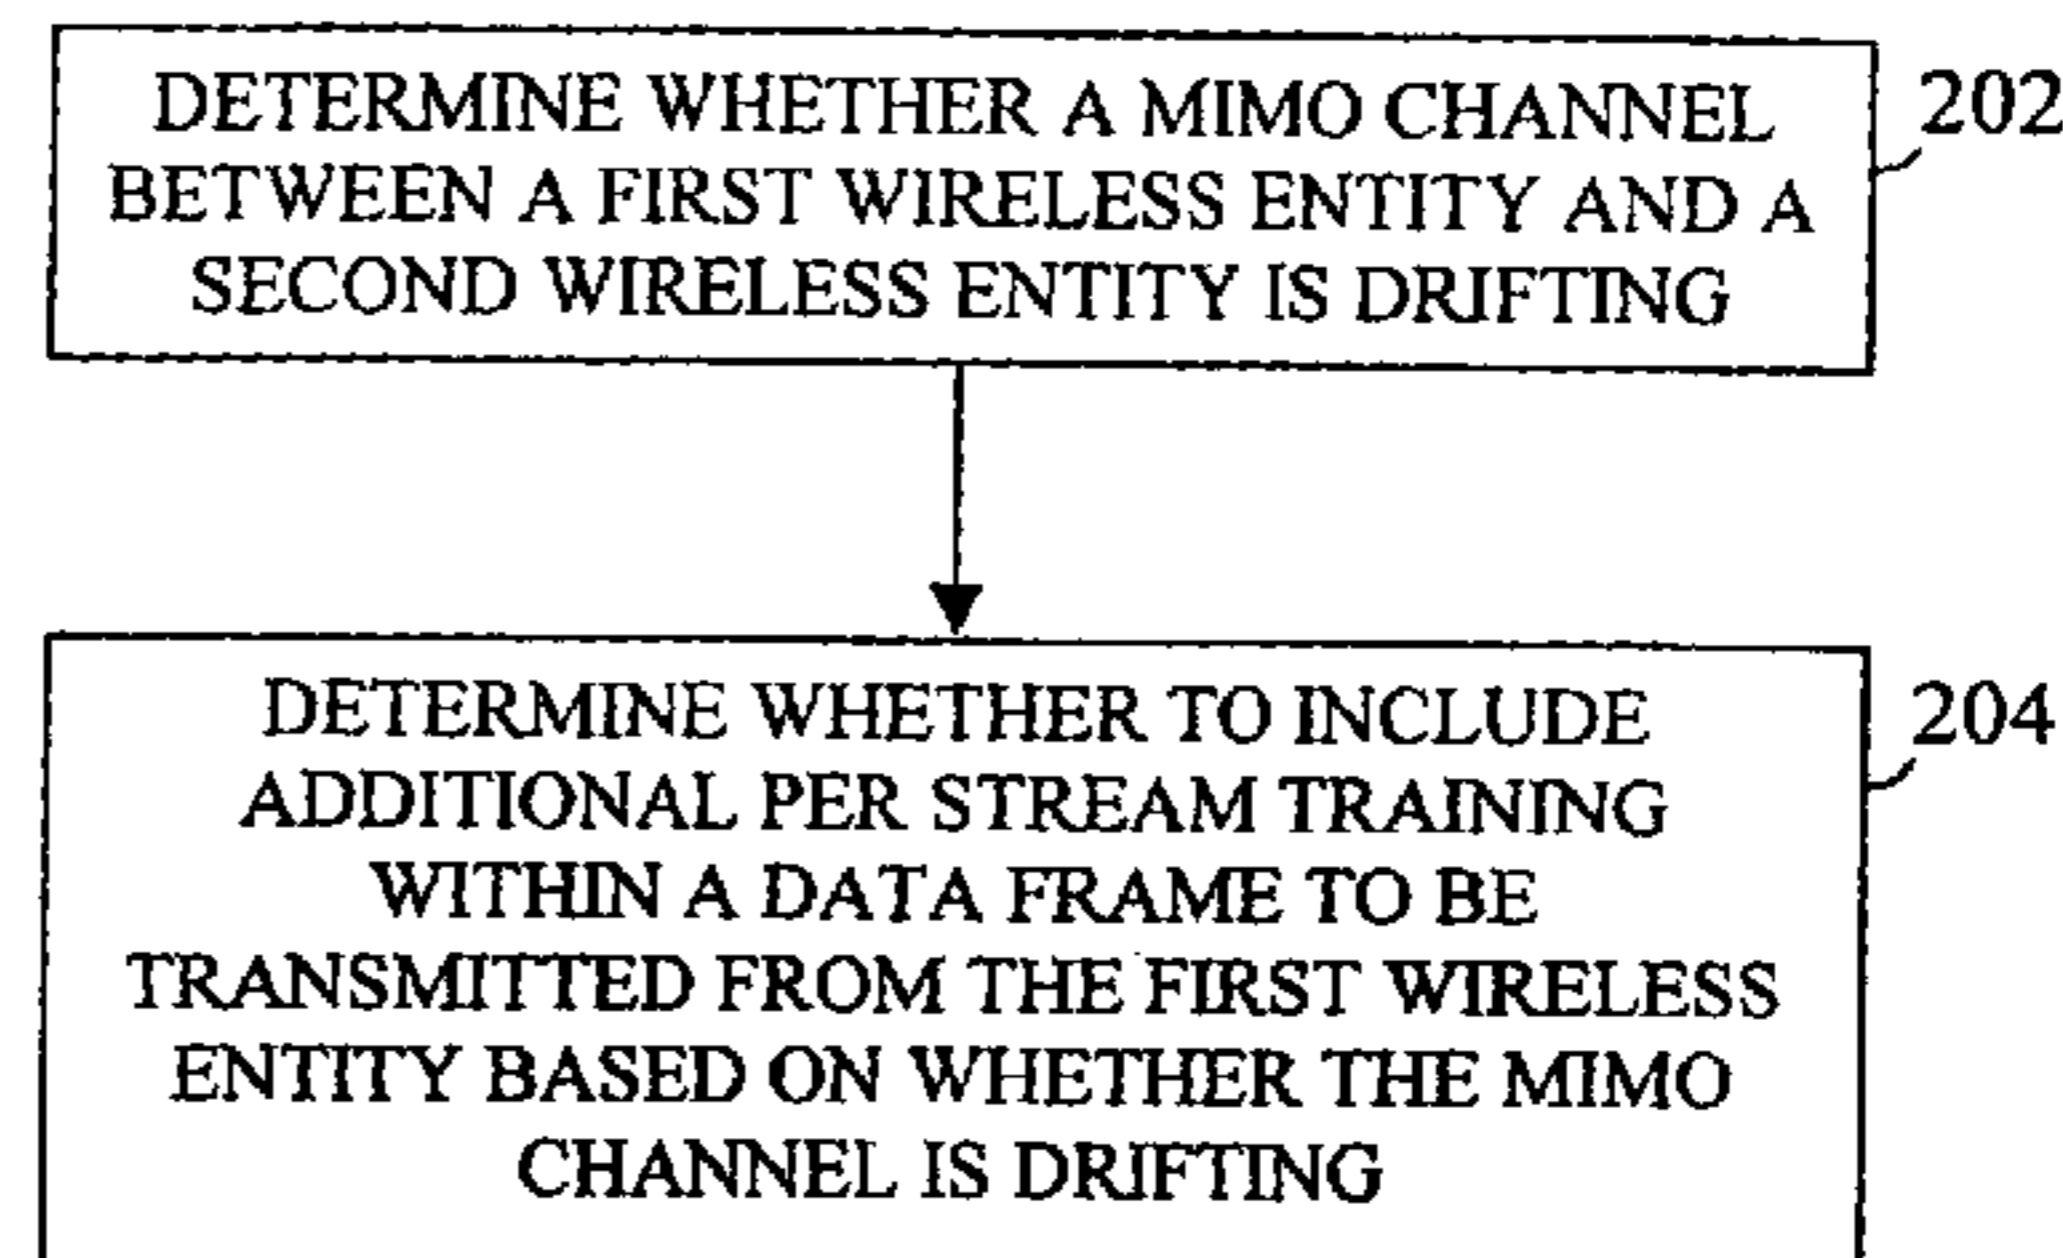 DETERMINE WHETHER A MIMO CHANNEL
BETWEEN A FIRST WIRELESS ENTITY AND A
SECOND WIRELESS ENTITY IS DRIFTING
202
DETERMINE WHETHER TO INCLUDE
ADDITIONAL PER STREAM TRAINING
WITHIN A DATA FRAME TO BE
TRANSMITTED FROM THE FIRST WIRELESS
ENTITY BASED ON WHETHER THE MIMO
CHANNEL IS DRIFTING
204